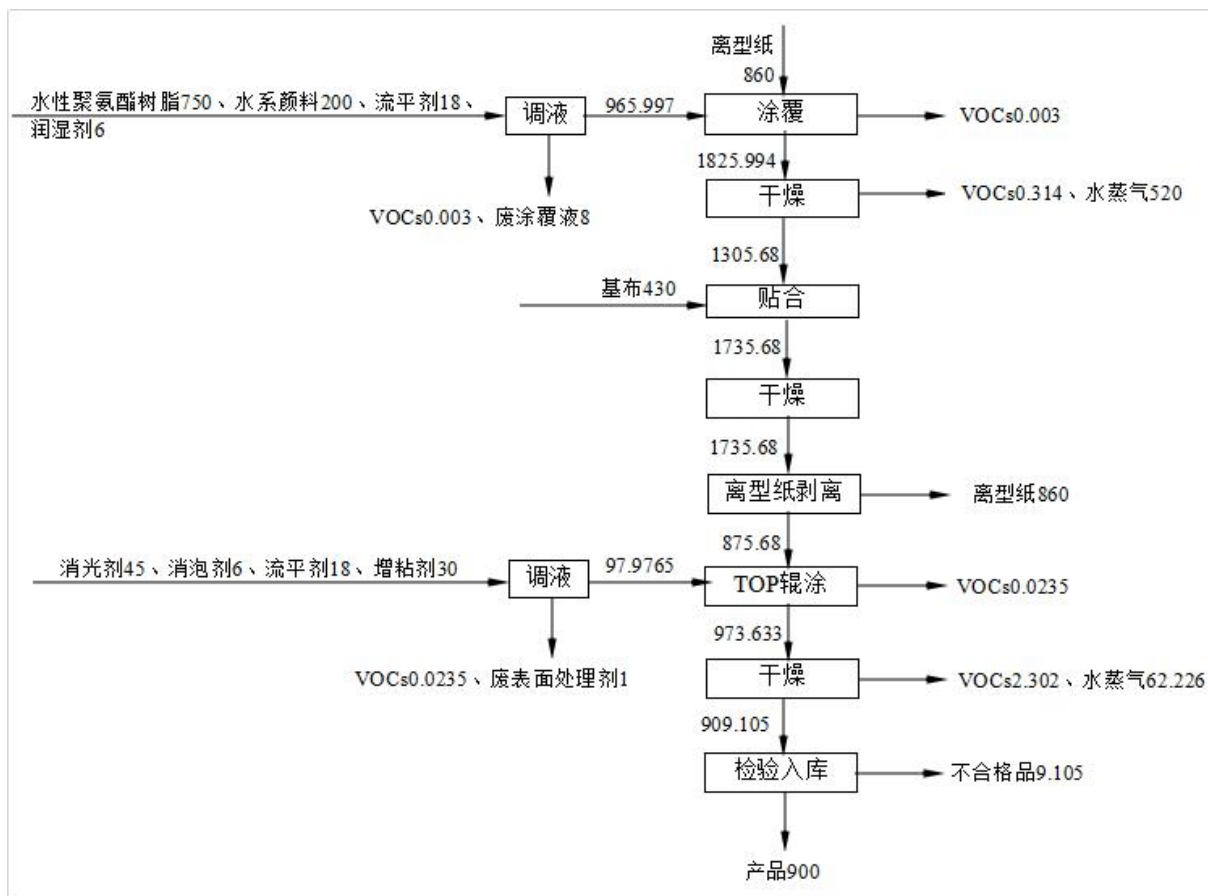 离型纸
860
水性聚氨酯树脂750、水系颜料200、流平剂18、
润湿剂6
调液
965.997
涂覆
VOCs0.003
1825.994
VOCs0.003、废涂覆液8
干燥
VOCs0.314、水蒸气520
1305.68
基布430
贴合
1735.68
干燥
1735.68
离型纸剥离
离型纸860
875.68
消光剂45、消泡剂6、流平剂18、增粘剂30
调液
97.9765
TOP辊涂
VOCs0.0235
973.633
VOCs0.0235、废表面处理剂1
干燥
VOCs2.302、水蒸气62.226
909.105
检验入库
不合格品9.105
产品900